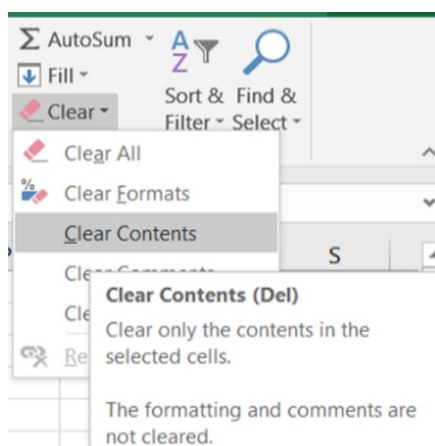 Σ AutoSum
Fill
Clear
A
Z
Sort &
Filter
Find &
Select
Clear All
%
Clear Formats
Clear Contents
S
Clear Contents (Del)
Clear only the contents in the
selected cells.
The formatting and comments are
not cleared.